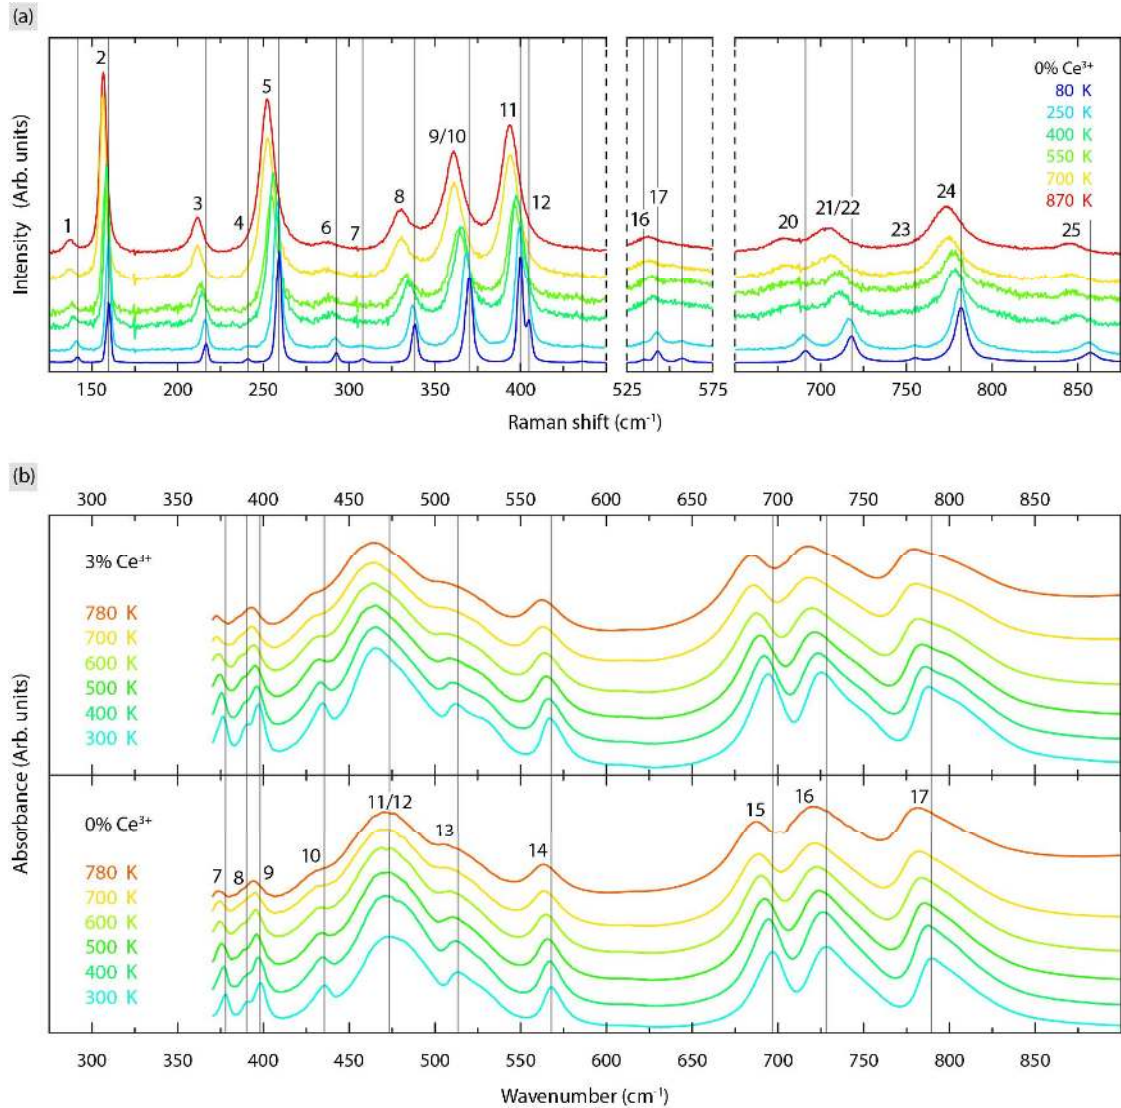 (a)
2
5
11
9/10
3
8
12
1
4
6
7
16
17
20
21/22
23
24
25
0% Ce³⁺
80 K
250 K
400 K
550 K
700 K
870 K
Intensity (Arb. units)
150 200 250 300 350 400 450 525 575 700 750 800 850
Raman shift (cm⁻¹)
(b)
300 350 400 450 500 550 600 650 700 750 800 850
3% Ce³⁺
780 K
700 K
600 K
500 K
400 K
300 K
Absorbance (Arb. units)
0% Ce³⁺
7
8
9
10
11/12
13
14
15
16
17
780 K
700 K
600 K
500 K
400 K
300 K
300 350 400 450 500 550 600 650 700 750 800 850
Wavenumber (cm⁻¹)